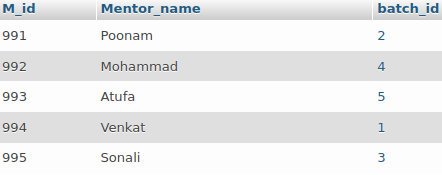 M_id Mentor_name batch_id
991 Poonam 2
992 Mohammad 4
993 Atufa 5
994 Venkat 1
995 Sonali 3